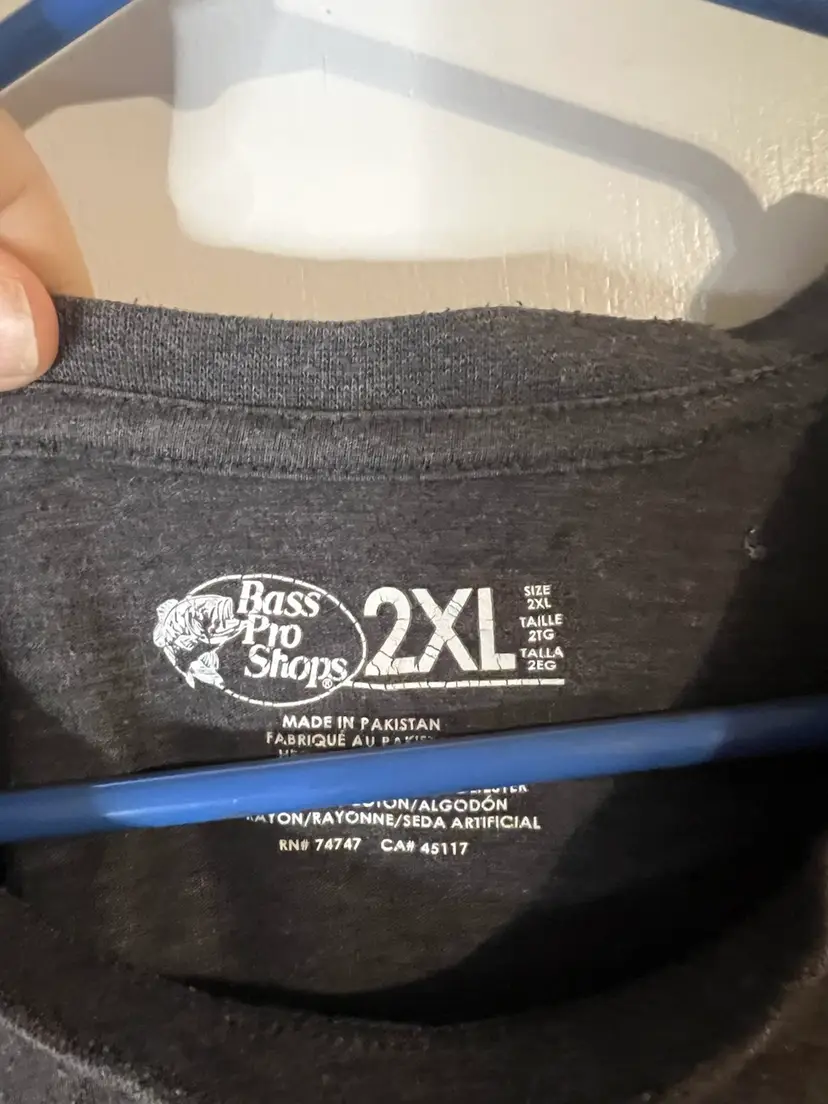 Bass
Pro
Shops®
2XL
SIZE
2XL
TAILLE
2TG
TALLA
2EG
MADE IN PAKISTAN
FABRIQUÉ AU
/ALGODÓN
/RAYONNE/SEDA ARTIFICIAL
RN# 74747 CA# 45117